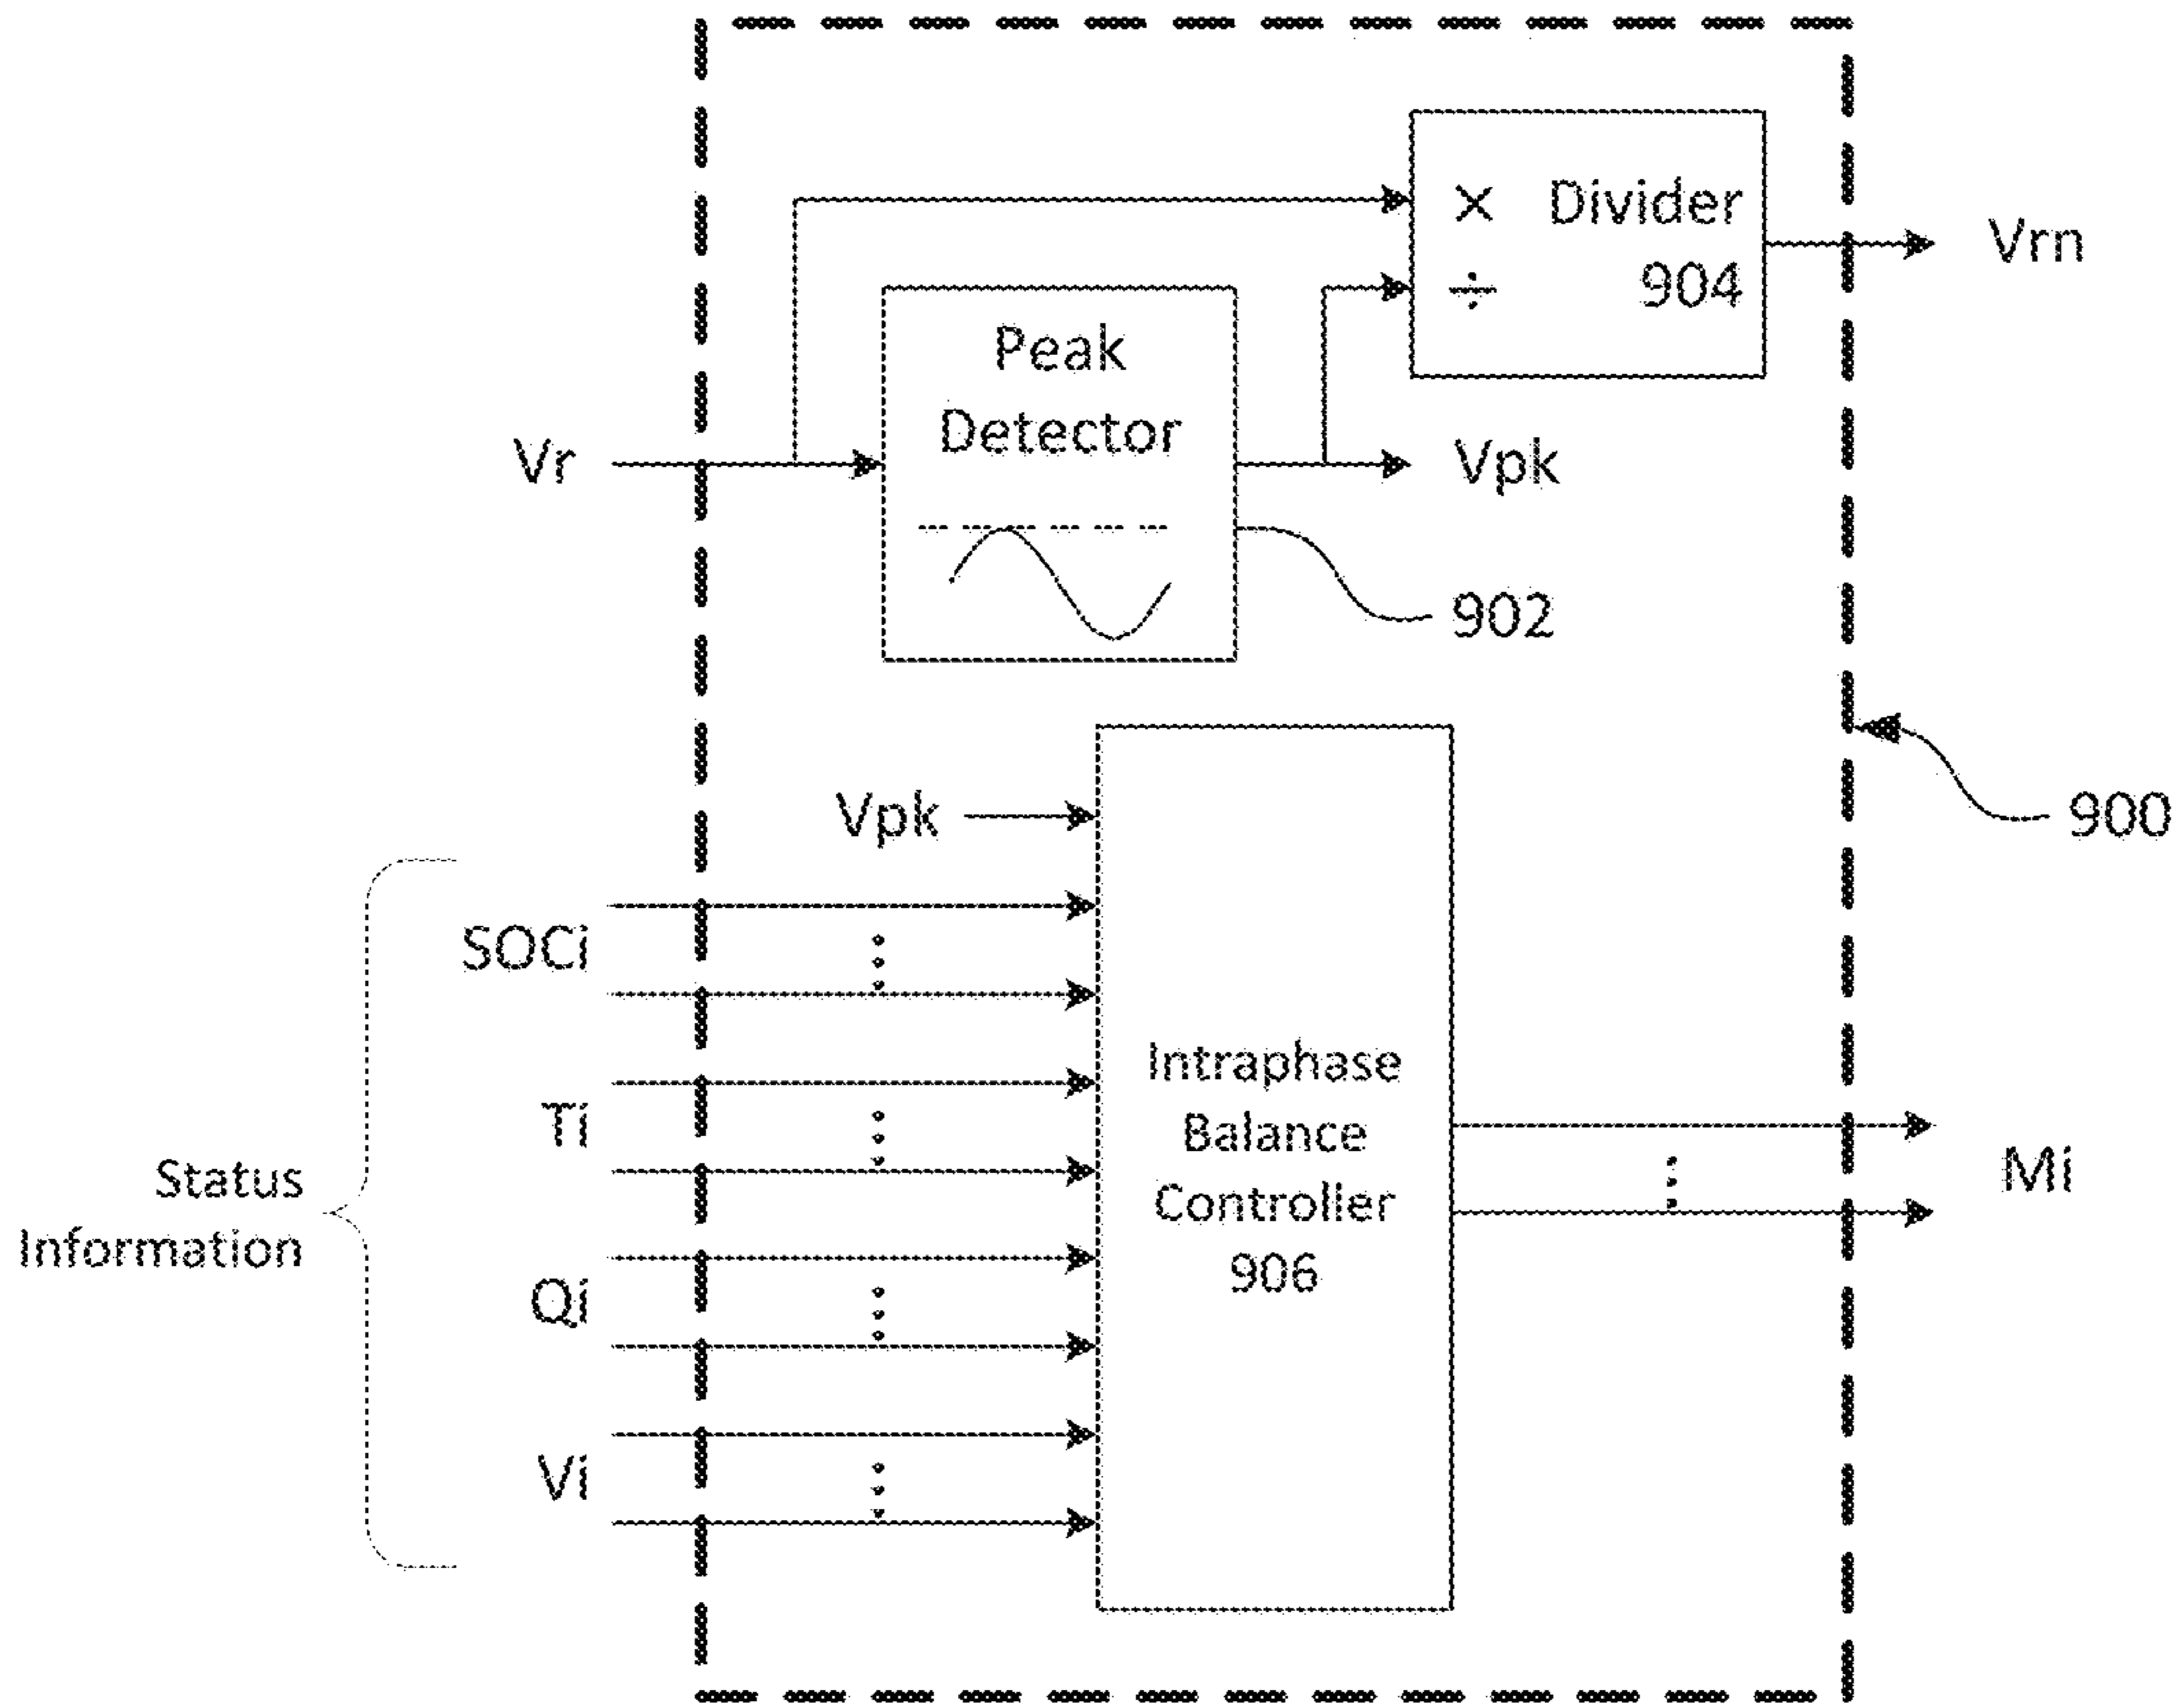 × Divider
÷ 904
Vrn
Peak
Detector
Vr
Vpk
902
900
Vpk
SOCi
Ti
Qi
Vi
Status
Information
Intraphase
Balance
Controller
906
Mi